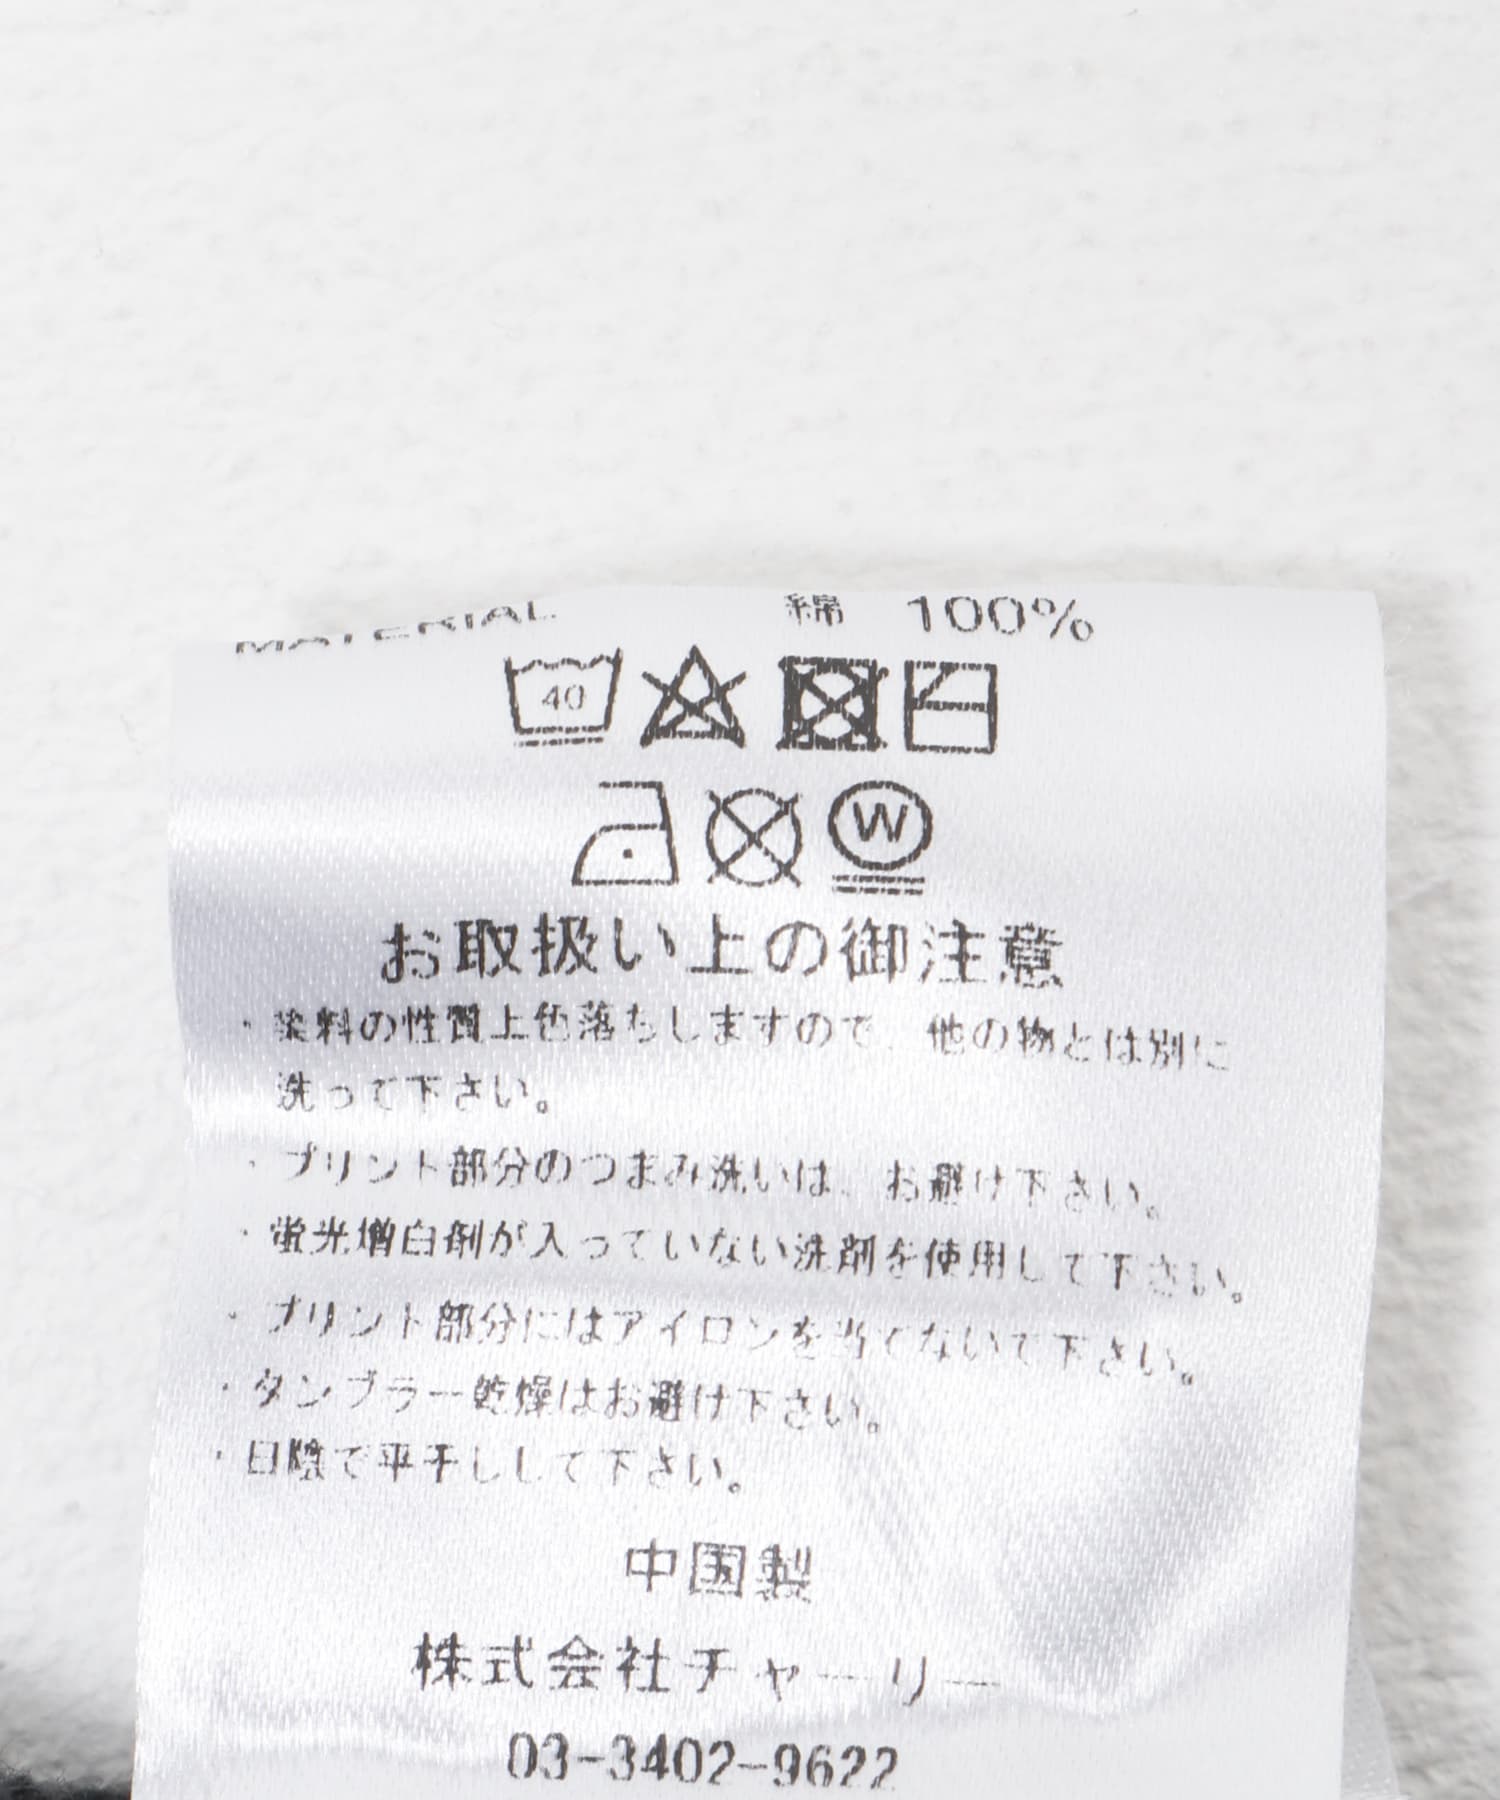 MATERIAL 綿 100%
40
W
お取扱い上の御注意
・染料の性質上色落ちしますので、他の物とは別に
洗って下さい。
・プリント部分のつまみ洗いは、お避け下さい。
・蛍光増白剤が入っていない洗剤を使用して下さい。
・プリント部分にはアイロンを当てないで下さい。
・タンブラー乾燥はお避け下さい。
・日陰で平干しして下さい。
中国製
株式会社チャーリー
03-3402-9622